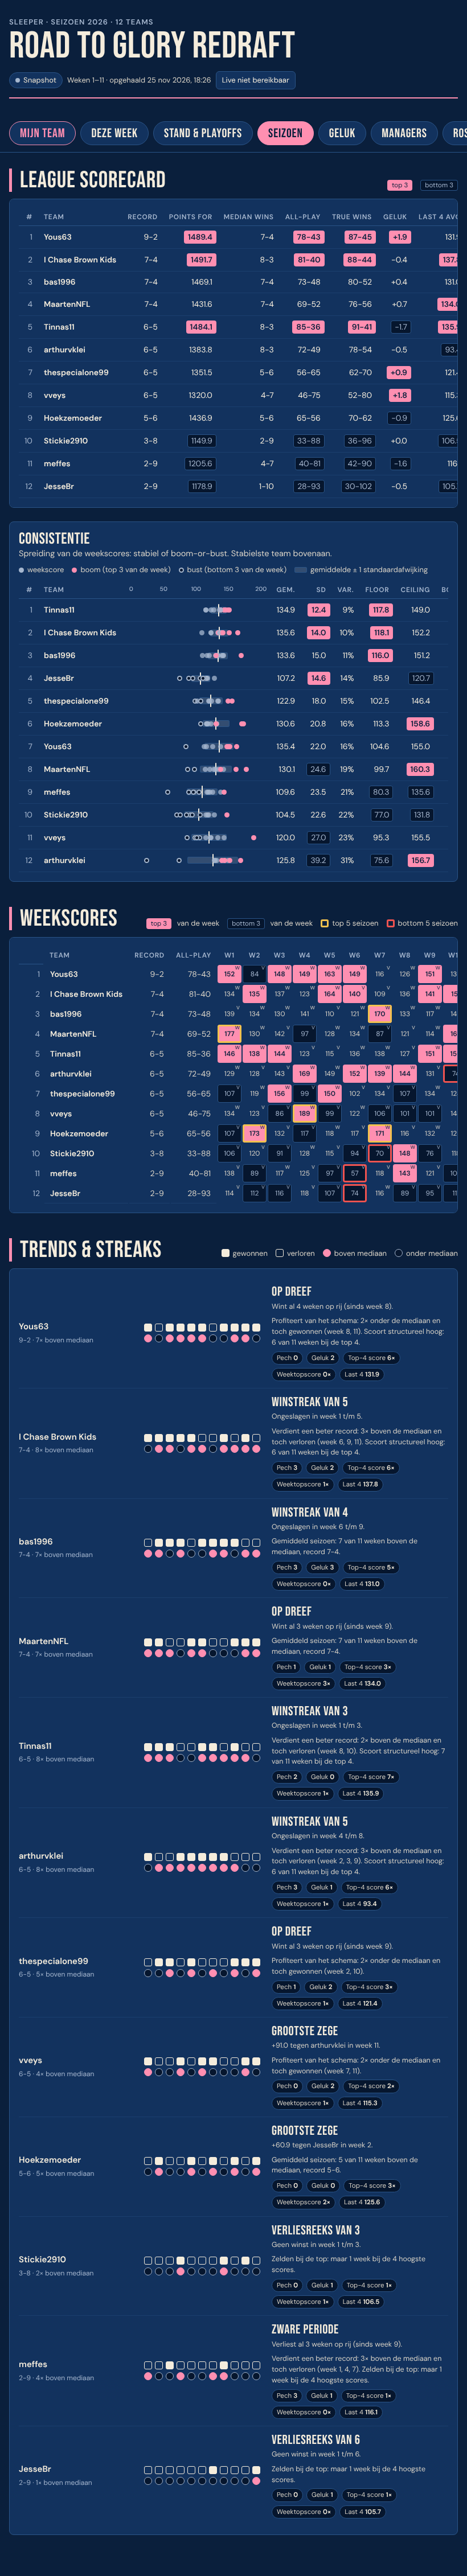 SLEEPER · SEIZOEN 2026 · 12 TEAMS
ROAD TO GLORY REDRAFT
Snapshot Weken 1–11 · opgehaald 25 nov 2026, 18:26 Live niet bereikbaar
MIJN TEAM DEZE WEEK STAND & PLAYOFFS SEIZOEN GELUK MANAGERS ROS
LEAGUE SCORECARD top 3 bottom 3
# TEAM RECORD POINTS FOR MEDIAN WINS ALL-PLAY TRUE WINS GELUK LAST 4 AVG
1 Yous63 9–2 1489.4 7–4 78–43 87–45 +1.9 131.
2 I Chase Brown Kids 7–4 1491.7 8–3 81–40 88–44 −0.4 137.
3 bas1996 7–4 1469.1 7–4 73–48 80–52 +0.4 131.
4 MaartenNFL 7–4 1431.6 7–4 69–52 76–56 +0.7 134.
5 Tinnas11 6–5 1484.1 8–3 85–36 91–41 −1.7 135.
6 arthurvklei 6–5 1383.8 8–3 72–49 78–54 −0.5 93.
7 thespecialone99 6–5 1351.5 5–6 56–65 62–70 +0.9 121.
8 vveys 6–5 1320.0 4–7 46–75 52–80 +1.8 115.
9 Hoekzemoeder 5–6 1436.9 5–6 65–56 70–62 −0.9 125.
10 Stickie2910 3–8 1149.9 2–9 33–88 36–96 +0.0 106.
11 meffes 2–9 1205.6 4–7 40–81 42–90 −1.6 116
12 JesseBr 2–9 1178.9 1–10 28–93 30–102 −0.5 105.
CONSISTENTIE
Spreiding van de weekscores: stabiel of boom-or-bust. Stabielste team bovenaan.
weekscore boom (top 3 van de week) bust (bottom 3 van de week) gemiddelde ± 1 standaardafwijking
# TEAM 0 50 100 150 200 GEM. SD VAR. FLOOR CEILING BO
1 Tinnas11 134.9 12.4 9% 117.8 149.0
2 I Chase Brown Kids 135.6 14.0 10% 118.1 152.2
3 bas1996 133.6 15.0 11% 116.0 151.2
4 JesseBr 107.2 14.6 14% 85.9 120.7
5 thespecialone99 122.9 18.0 15% 102.5 146.4
6 Hoekzemoeder 130.6 20.8 16% 113.3 158.6
7 Yous63 135.4 22.0 16% 104.6 155.0
8 MaartenNFL 130.1 24.6 19% 99.7 160.3
9 meffes 109.6 23.5 21% 80.3 135.6
10 Stickie2910 104.5 22.6 22% 77.0 131.8
11 vveys 120.0 27.0 23% 95.3 155.5
12 arthurvklei 125.8 39.2 31% 75.6 156.7
WEEKSCORES top 3 van de week bottom 3 van de week top 5 seizoen bottom 5 seizoen
TEAM RECORD ALL-PLAY W1 W2 W3 W4 W5 W6 W7 W8 W9 W1
1 Yous63 9–2 78–43 152 84 148 149 163 149 116 126 151 13
2 I Chase Brown Kids 7–4 81–40 134 135 137 123 164 140 109 136 141 15
3 bas1996 7–4 73–48 139 134 130 141 110 121 170 133 117 14
4 MaartenNFL 7–4 69–52 177 130 142 97 128 134 87 121 114 16
5 Tinnas11 6–5 85–36 146 138 144 123 115 136 138 127 151 15
6 arthurvklei 6–5 72–49 129 128 143 169 149 152 139 144 131 7
7 thespecialone99 6–5 56–65 107 119 156 99 150 102 134 107 123 13
8 vveys 6–5 46–75 134 123 86 189 99 122 106 101 101 14
9 Hoekzemoeder 5–6 65–56 107 173 132 117 118 117 171 116 132 12
10 Stickie2910 3–8 33–88 106 120 91 128 115 94 70 148 76 11
11 meffes 2–9 40–81 138 89 117 125 97 57 118 143 121 10
12 JesseBr 2–9 28–93 114 112 116 118 107 74 116 89 95 11
TRENDS & STREAKS gewonnen verloren boven mediaan onder mediaan
Yous63
9–2 · 7× boven mediaan
OP DREEF
Wint al 4 weken op rij (sinds week 8).
Profiteert van het schema: 2× onder de mediaan en
toch gewonnen (week 8, 11). Scoort structureel hoog:
6 van 11 weken bij de top 4.
Pech 0 Geluk 2 Top-4 score 6×
Weektopscore 0× Last 4 131.9
I Chase Brown Kids
7–4 · 8× boven mediaan
WINSTREAK VAN 5
Ongeslagen in week 1 t/m 5.
Verdient een beter record: 3× boven de mediaan en
toch verloren (week 6, 9, 11). Scoort structureel hoog:
6 van 11 weken bij de top 4.
Pech 3 Geluk 2 Top-4 score 6×
Weektopscore 1× Last 4 137.8
bas1996
7–4 · 7× boven mediaan
WINSTREAK VAN 4
Ongeslagen in week 6 t/m 9.
Gemiddeld seizoen: 7 van 11 weken boven de
mediaan, record 7–4.
Pech 3 Geluk 3 Top-4 score 5×
Weektopscore 0× Last 4 131.0
MaartenNFL
7–4 · 7× boven mediaan
OP DREEF
Wint al 3 weken op rij (sinds week 9).
Gemiddeld seizoen: 7 van 11 weken boven de
mediaan, record 7–4.
Pech 1 Geluk 1 Top-4 score 3×
Weektopscore 3× Last 4 134.0
Tinnas11
6–5 · 8× boven mediaan
WINSTREAK VAN 3
Ongeslagen in week 1 t/m 3.
Verdient een beter record: 2× boven de mediaan en
toch verloren (week 8, 10). Scoort structureel hoog: 7
van 11 weken bij de top 4.
Pech 2 Geluk 0 Top-4 score 7×
Weektopscore 1× Last 4 135.9
arthurvklei
6–5 · 8× boven mediaan
WINSTREAK VAN 5
Ongeslagen in week 4 t/m 8.
Verdient een beter record: 3× boven de mediaan en
toch verloren (week 2, 3, 9). Scoort structureel hoog:
6 van 11 weken bij de top 4.
Pech 3 Geluk 1 Top-4 score 6×
Weektopscore 1× Last 4 93.4
thespecialone99
6–5 · 5× boven mediaan
OP DREEF
Wint al 3 weken op rij (sinds week 9).
Profiteert van het schema: 2× onder de mediaan en
toch gewonnen (week 2, 10).
Pech 1 Geluk 2 Top-4 score 3×
Weektopscore 1× Last 4 121.4
vveys
6–5 · 4× boven mediaan
GROOTSTE ZEGE
+91.0 tegen arthurvklei in week 11.
Profiteert van het schema: 2× onder de mediaan en
toch gewonnen (week 7, 11).
Pech 0 Geluk 2 Top-4 score 2×
Weektopscore 1× Last 4 115.3
Hoekzemoeder
5–6 · 5× boven mediaan
GROOTSTE ZEGE
+60.9 tegen JesseBr in week 2.
Gemiddeld seizoen: 5 van 11 weken boven de
mediaan, record 5–6.
Pech 0 Geluk 0 Top-4 score 3×
Weektopscore 2× Last 4 125.6
Stickie2910
3–8 · 2× boven mediaan
VERLIESREEKS VAN 3
Geen winst in week 1 t/m 3.
Zelden bij de top: maar 1 week bij de 4 hoogste
scores.
Pech 0 Geluk 1 Top-4 score 1×
Weektopscore 1× Last 4 106.5
meffes
2–9 · 4× boven mediaan
ZWARE PERIODE
Verliest al 3 weken op rij (sinds week 9).
Verdient een beter record: 3× boven de mediaan en
toch verloren (week 1, 4, 7). Zelden bij de top: maar 1
week bij de 4 hoogste scores.
Pech 3 Geluk 1 Top-4 score 1×
Weektopscore 0× Last 4 116.1
JesseBr
2–9 · 1× boven mediaan
VERLIESREEKS VAN 6
Geen winst in week 1 t/m 6.
Zelden bij de top: maar 1 week bij de 4 hoogste
scores.
Pech 0 Geluk 1 Top-4 score 1×
Weektopscore 0× Last 4 105.7